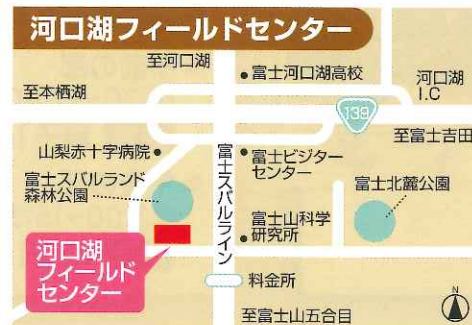 河口湖フィールドセンター
至河口湖
富士河口湖高校
河口湖
I.C
至本栖湖
139
至富士吉田
山梨赤十字病院
富士ビジター
センター
富士スバルランド
森林公園
富士スバルライン
富士北麓公園
富士山科学
研究所
河口湖
フィールド
センター
料金所
至富士山五合目
N